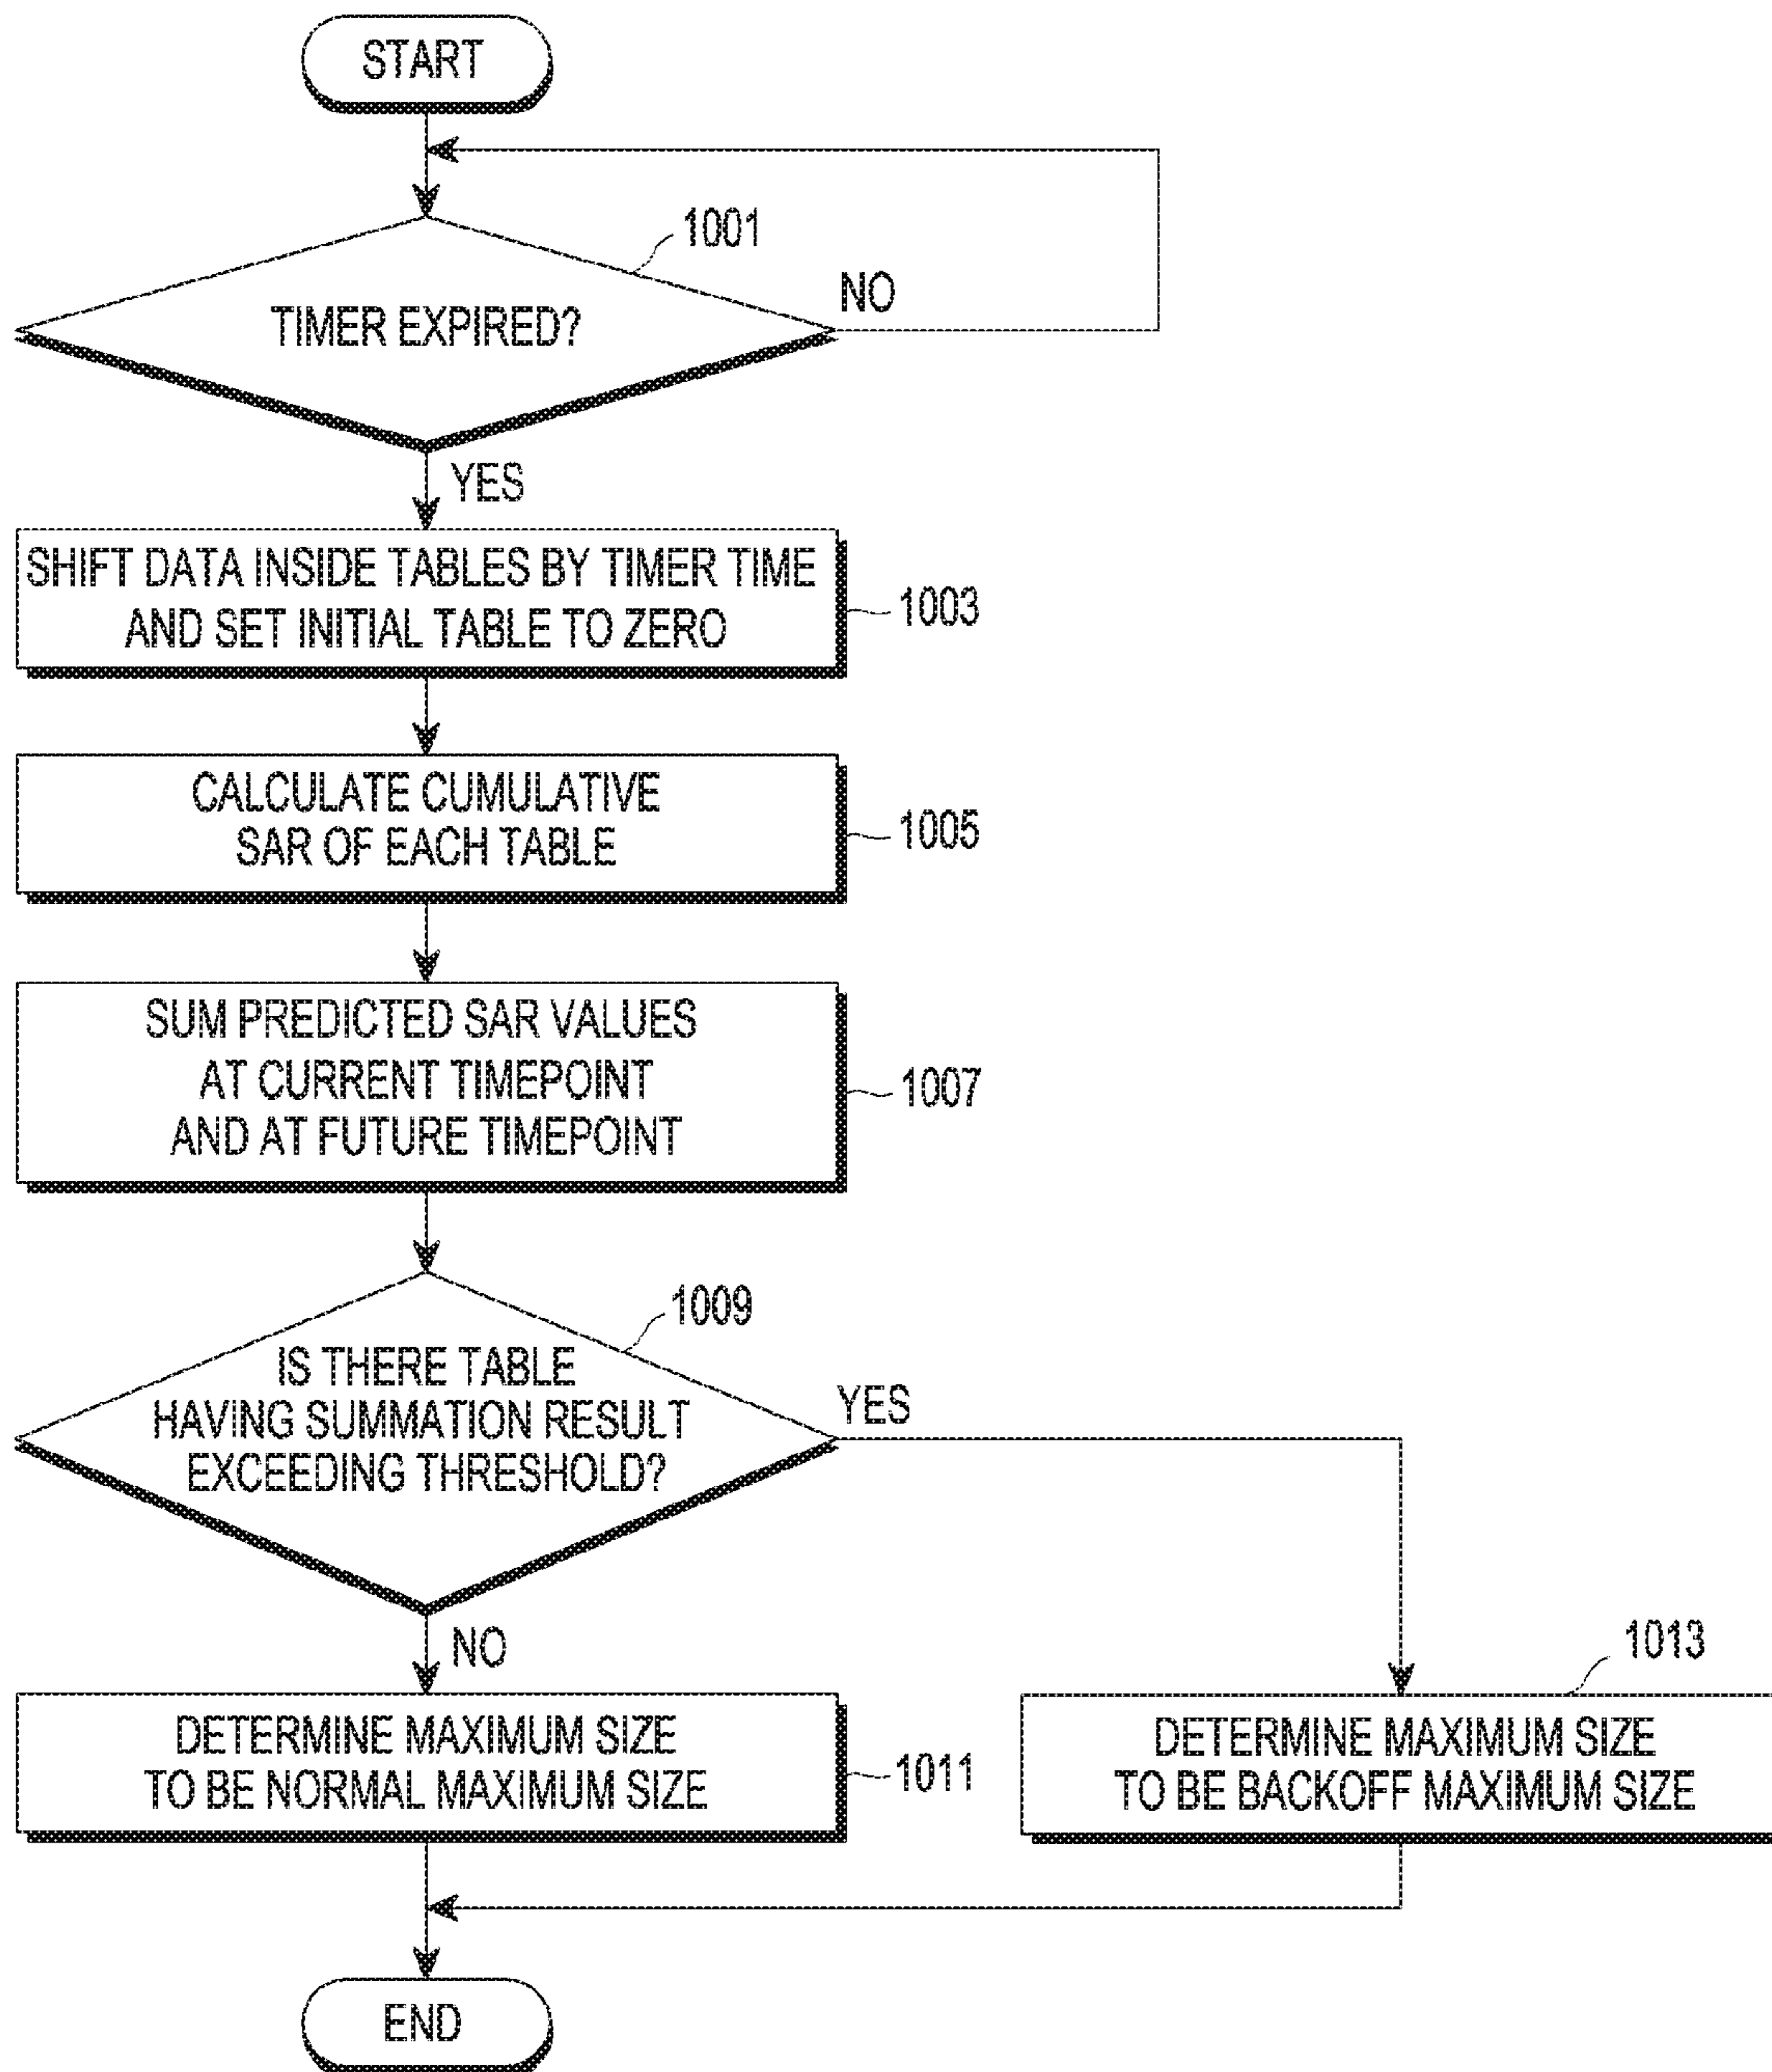 START
1001
TIMER EXPIRED?
NO
YES
SHIFT DATA INSIDE TABLES BY TIMER TIME
AND SET INITIAL TABLE TO ZERO
1003
CALCULATE CUMULATIVE
SAR OF EACH TABLE
1005
SUM PREDICTED SAR VALUES
AT CURRENT TIMEPOINT
AND AT FUTURE TIMEPOINT
1007
1009
IS THERE TABLE
HAVING SUMMATION RESULT
EXCEEDING THRESHOLD?
YES
NO
DETERMINE MAXIMUM SIZE
TO BE NORMAL MAXIMUM SIZE
1011
1013
DETERMINE MAXIMUM SIZE
TO BE BACKOFF MAXIMUM SIZE
END